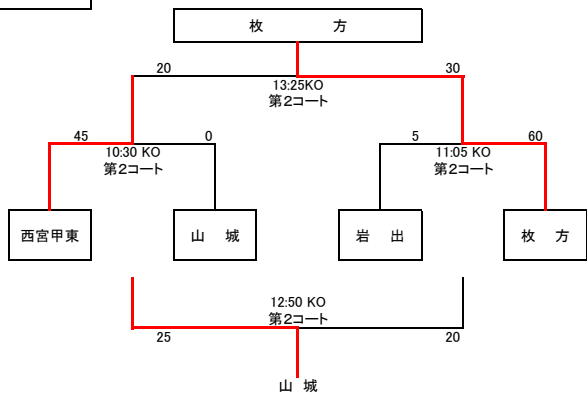 枚 方
20 30
13:25KO
第2コート
45 0 5 60
10:30 KO 11:05 KO
第2コート 第2コート
西宮甲東 山 城 岩 出 枚 方
12:50 KO
第2コート
25 20
山 城